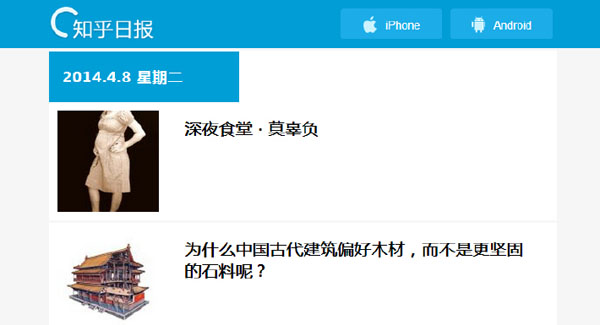 知乎日报
iPhone
Android
2014.4.8 星期二
深夜食堂 · 莫辜负
为什么中国古代建筑偏好木材，而不是更坚固
的石料呢？